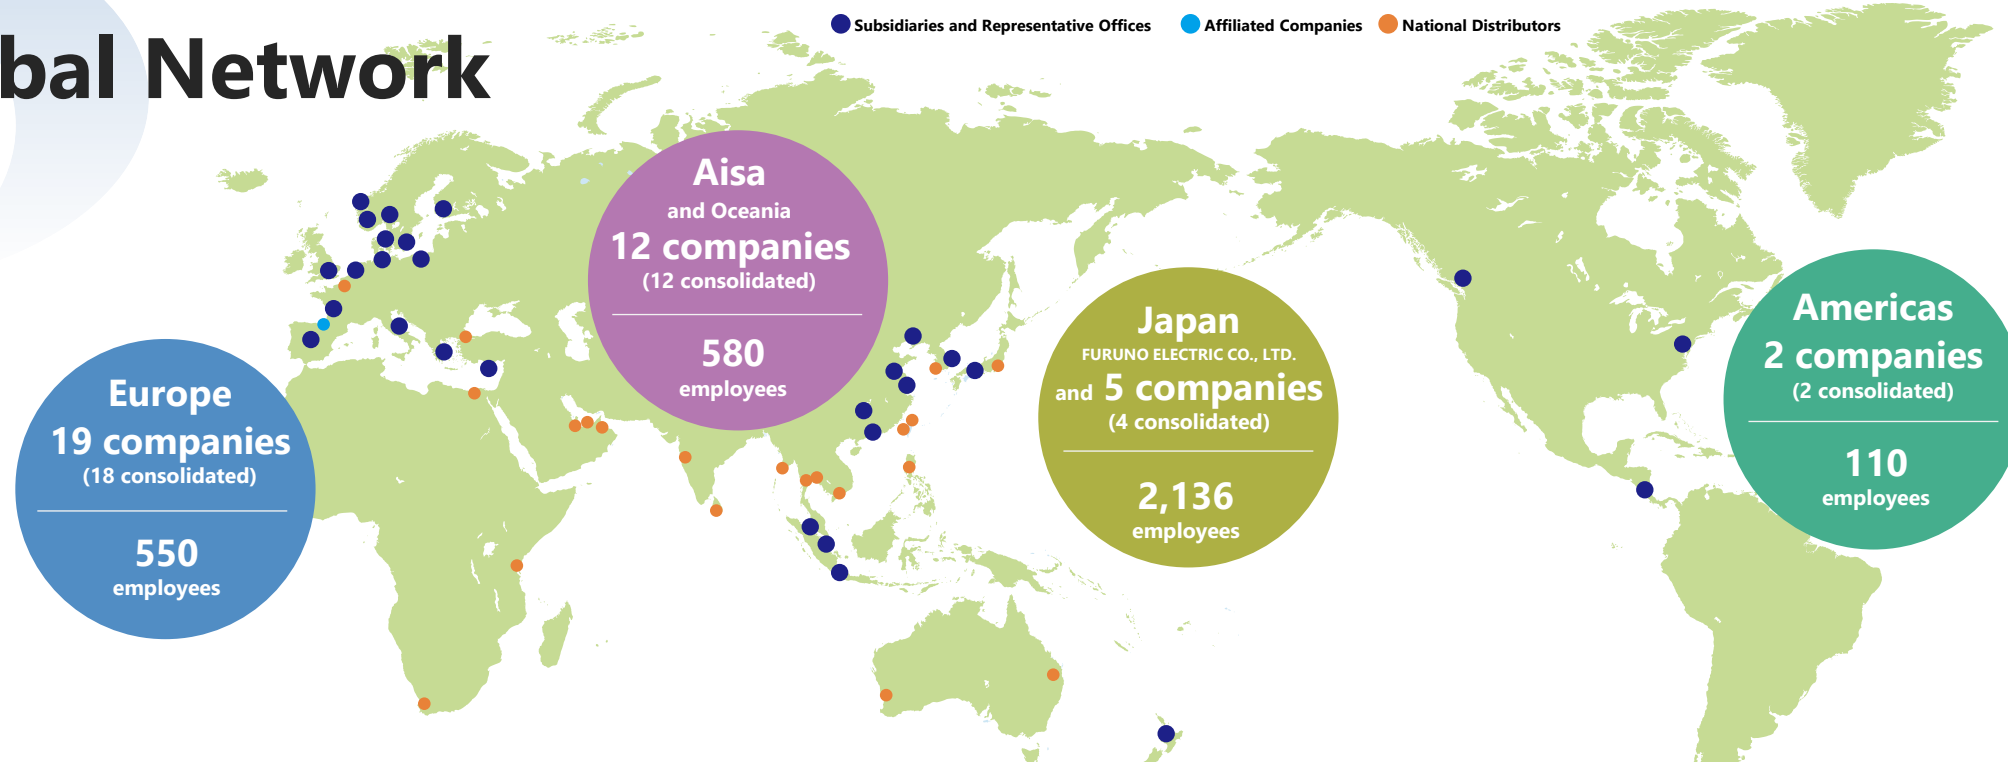 bal Network
Subsidiaries and Representative Offices
Affiliated Companies
National Distributors
Aisa
and Oceania
12 companies
(12 consolidated)
580
employees
Japan
FURUNO ELECTRIC CO., LTD.
and 5 companies
(4 consolidated)
2,136
employees
Americas
2 companies
(2 consolidated)
110
employees
Europe
19 companies
(18 consolidated)
550
employees